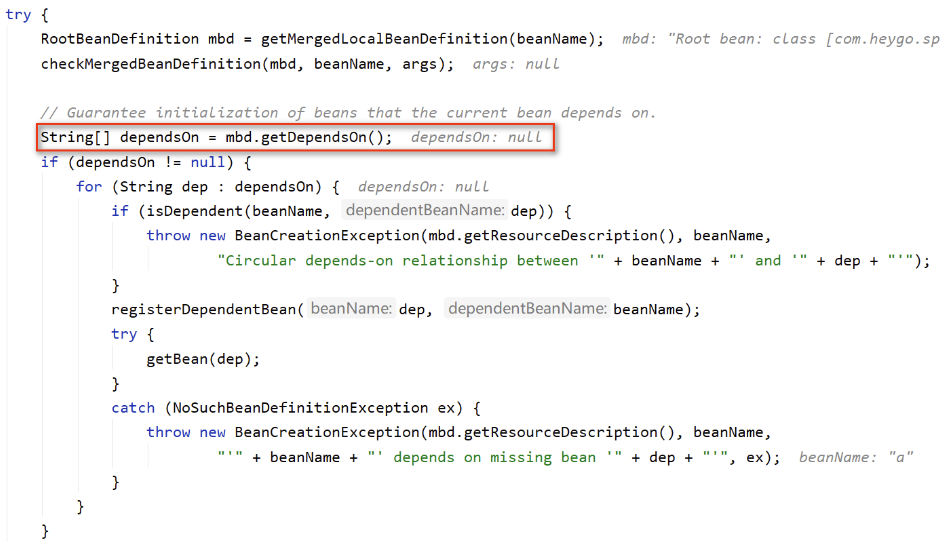 try {
RootBeanDefinition mbd = getMergedLocalBeanDefinition(beanName); mbd: "Root bean: class [com.heygo.sp
checkMergedBeanDefinition(mbd, beanName, args); args: null
// Guarantee initialization of beans that the current bean depends on.
String[] dependsOn = mbd.getDependsOn(); dependsOn: null
if (dependsOn != null) {
for (String dep : dependsOn) { dependsOn: null
if (isDependent(beanName, dependentBeanName: dep)) {
throw new BeanCreationException(mbd.getResourceDescription(), beanName,
"Circular depends-on relationship between '" + beanName + "' and '" + dep + "'");
}
registerDependentBean( beanName: dep, dependentBeanName: beanName);
try {
getBean(dep);
}
catch (NoSuchBeanDefinitionException ex) {
throw new BeanCreationException(mbd.getResourceDescription(), beanName,
"'" + beanName + "' depends on missing bean '" + dep + "'", ex); beanName: "a"
}
}
}